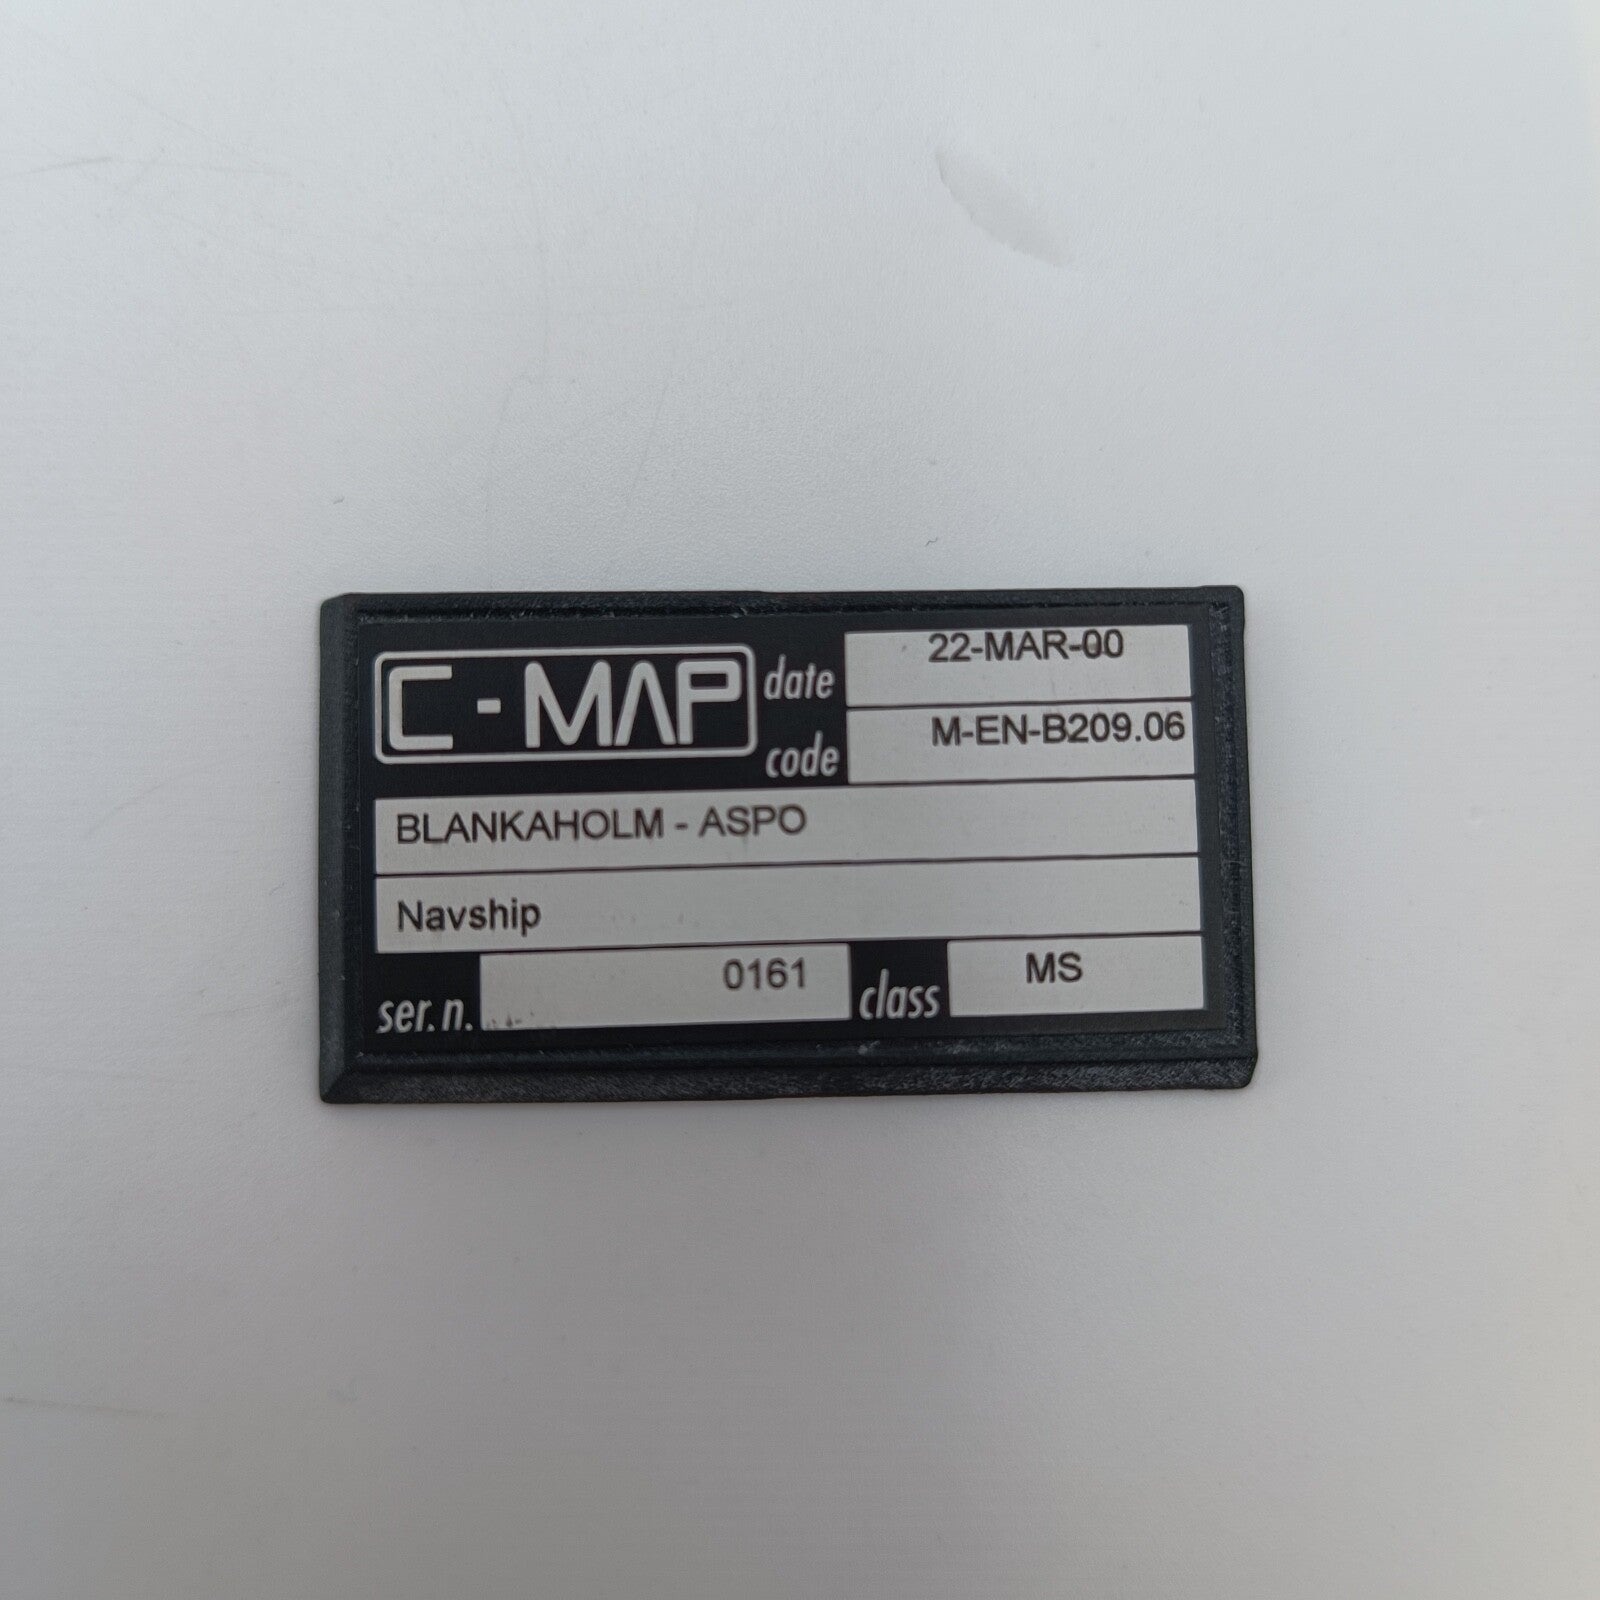 C-MAP
date 22-MAR-00
code M-EN-B209.06
BLANKAHOLM - ASPO
Navship
ser. n. 0161 class MS